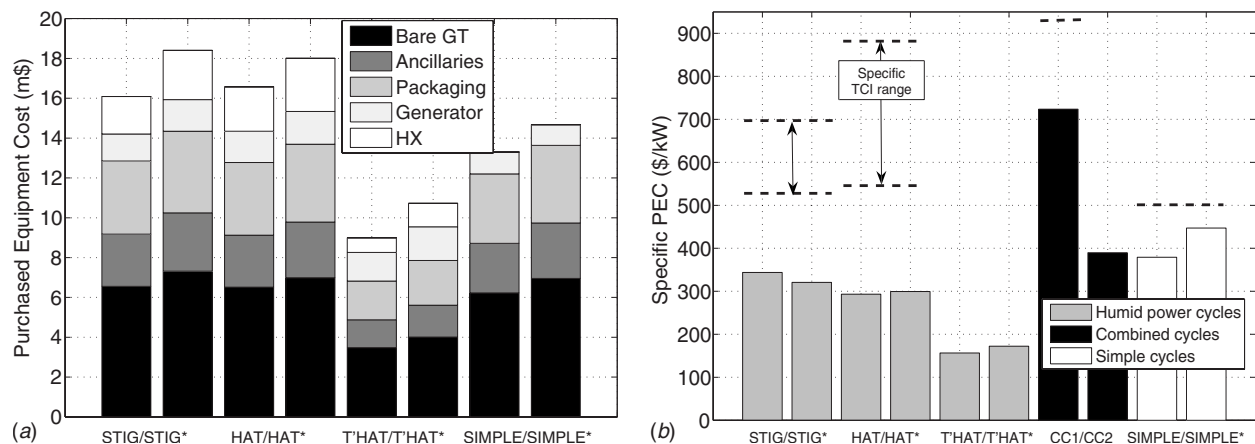 20
18
16
14
12
10
8
6
4
2
0
Purchased Equipment Cost (m$)
Bare GT
Ancillaries
Packaging
Generator
HX
(a)
STIG/STIG*
HAT/HAT*
T'HAT/T'HAT*
SIMPLE/SIMPLE*
900
800
700
600
500
400
300
200
100
0
Specific PEC ($/kW)
Specific
TCI range
Humid power cycles
Combined cycles
Simple cycles
(b)
STIG/STIG*
HAT/HAT*
T'HAT/T'HAT*
CC1/CC2
SIMPLE/SIMPLE*